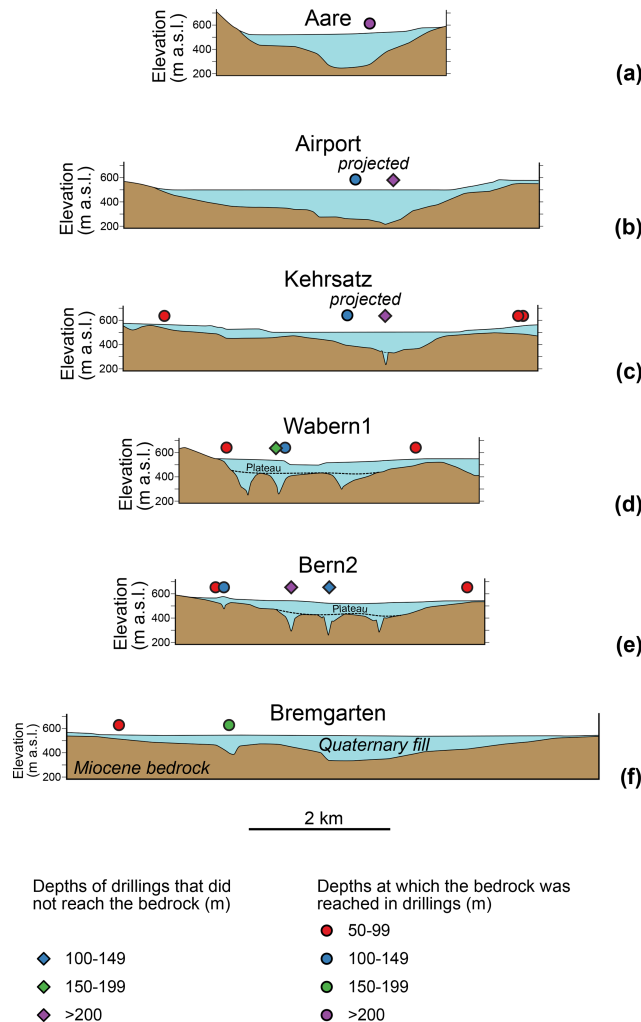 Aare
Elevation
(m a.s.l.)
600
400
200
(a)
Airport
projected
Elevation
(m a.s.l.)
600
400
200
(b)
Kehrsatz
projected
Elevation
(m a.s.l.)
600
400
200
(c)
Wabern1
Elevation
(m a.s.l.)
600
400
200
Plateau
(d)
Bern2
Elevation
(m a.s.l.)
600
400
200
Plateau
(e)
Bremgarten
Elevation
(m a.s.l.)
600
400
200
Quaternary fill
Miocene bedrock
(f)
2 km
Depths of drillings that did
not reach the bedrock (m)
100-149
150-199
>200
Depths at which the bedrock was
reached in drillings (m)
50-99
100-149
150-199
>200